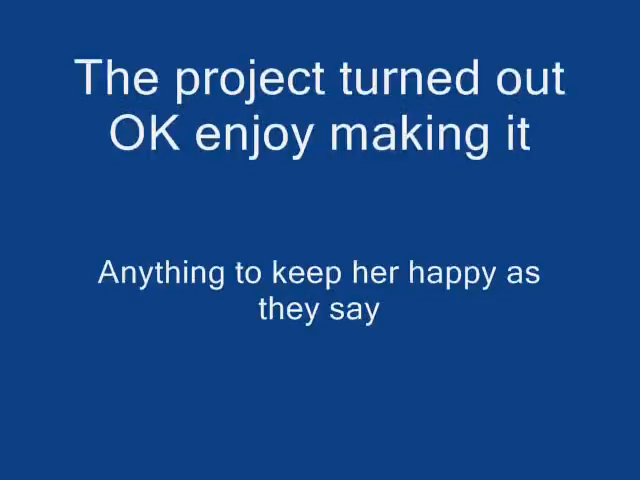 The project turned out
OK enjoy making it
Anything to keep her happy as
they say